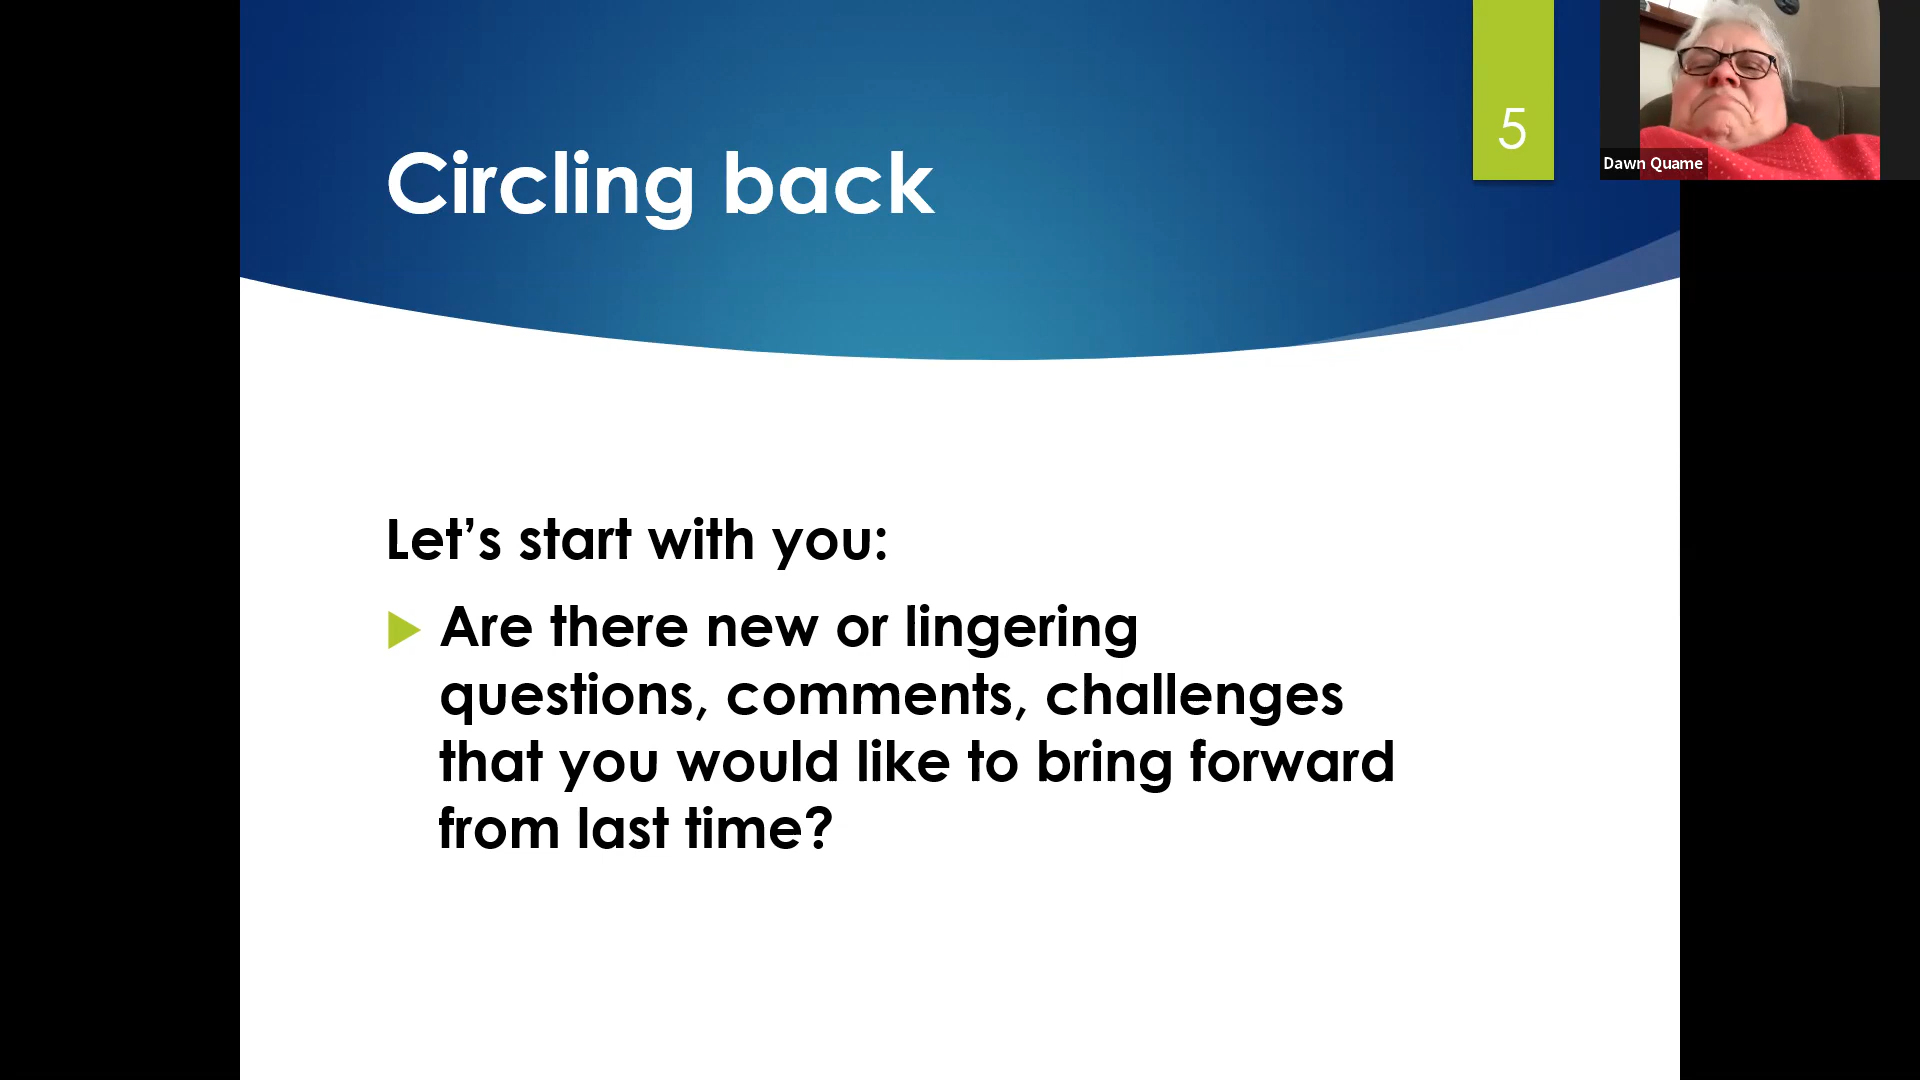 Circling back
5
Dawn Quame
Let’s start with you:
Are there new or lingering
questions, comments, challenges
that you would like to bring forward
from last time?